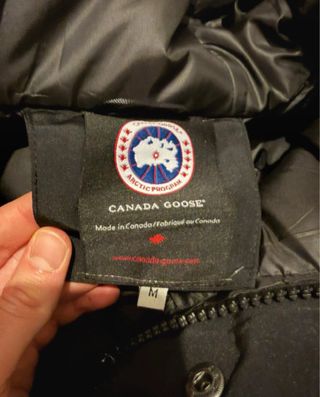 CANADA GOOSE
ARCTIC PROGRAM
CANADA GOOSE®
Made in Canada/Fabriqué au Canada
www.canada-goose.com
M